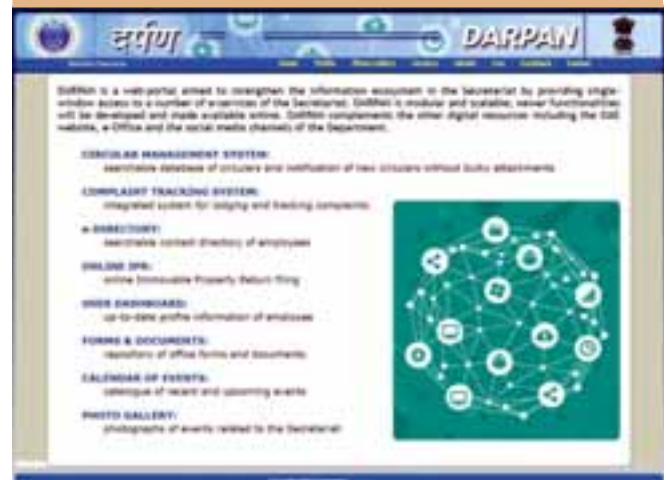 दर्पण
DARPAN
DARPAN is a web-portal aimed to strengthen the information ecosystem in the Secretariat by providing single-
window access to a number of e-services of the Secretariat. DARPAN is modular and scalable; newer functionalities
will be developed and made available online. DARPAN complements the other digital resources including the DAE
website, e-Office and the social media channels of the Department.
CIRCULAR MANAGEMENT SYSTEM:
searchable database of circulars and notification of new circulars without bulky attachments
COMPLAINT TRACKING SYSTEM:
integrated system for lodging and tracking complaints
e-DIRECTORY:
searchable contact directory of employees
ONLINE IPR:
online Immovable Property Return filing
USER DASHBOARD:
up-to-date profile information of employee
FORMS & DOCUMENTS:
repository of office forms and documents
CALENDAR OF EVENTS:
catalogue of recent and upcoming events
PHOTO GALLERY:
photographs of events related to the Secretariat